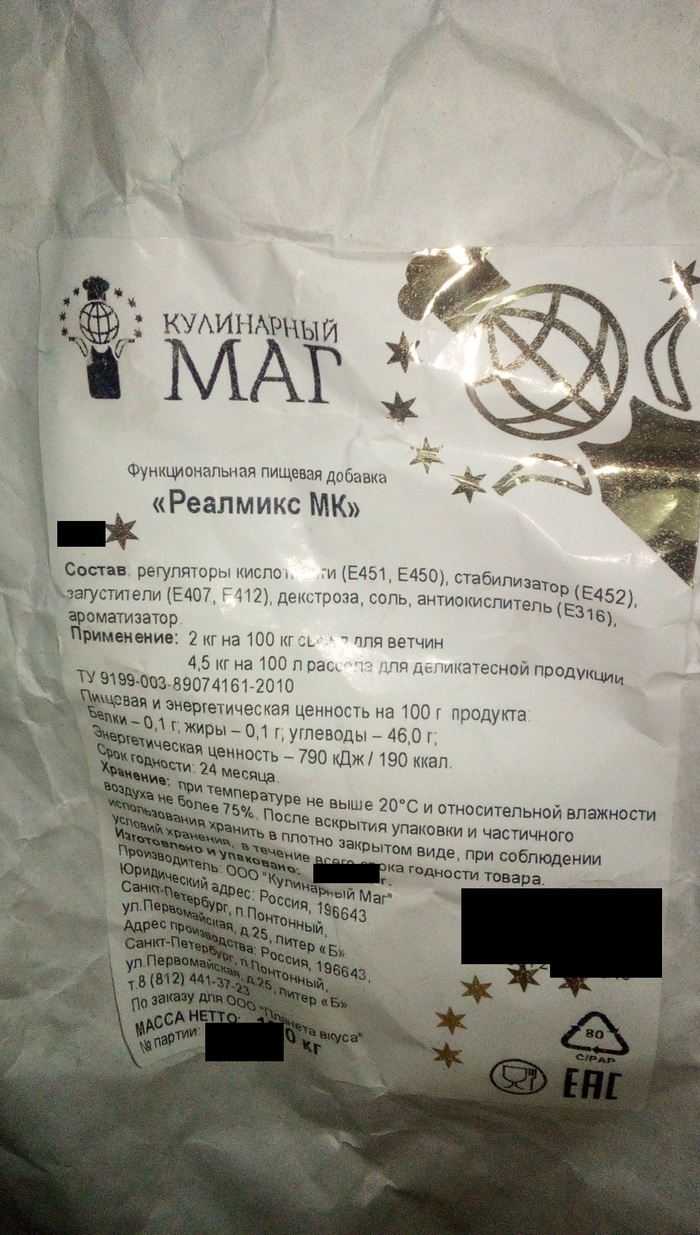 КУЛИНАРНЫЙ
МАГ
Функциональная пищевая добавка
«Реалмикс МК»
Состав: регуляторы (Е451, Е450), стабилизатор (Е452),
загустители (Е407, Е412), декстроза, соль, антиокислитель (Е316),
ароматизатор.
Применение: 2 кг на 100 кг для ветчин
4,5 кг на 100 л рассола для деликатесной продукции
ТУ 9199-003-89074161-2010
Пищевая и энергетическая ценность на 100 г продукта:
Белки – 0,1 г; жиры – 0,1 г; углеводы – 46,0 г;
Энергетическая ценность – 790 кДж / 190 ккал.
Срок годности: 24 месяца.
Хранение: при температуре не выше 20°С и относительной влажности
воздуха не более 75%. После вскрытия упаковки и частичного
использования хранить в плотно закрытом виде, при соблюдении
условий хранения, в течение всего срока годности товара.
Изготовлено и упаковано: г.
Производитель: ООО "Кулинарный Маг"
Юридический адрес: Россия, 196643
Санкт-Петербург, п.Понтонный,
ул.Первомайская, д.25, литер «Б»
Адрес производства: Россия, 196643,
Санкт-Петербург, п.Понтонный,
ул.Первомайская, д.25, литер «Б»
т.8 (812) 441-37-23
По заказу для ООО "Планета вкуса"
МАССА НЕТТО: кг
№ партии:
80
C/PAP
ЕАС